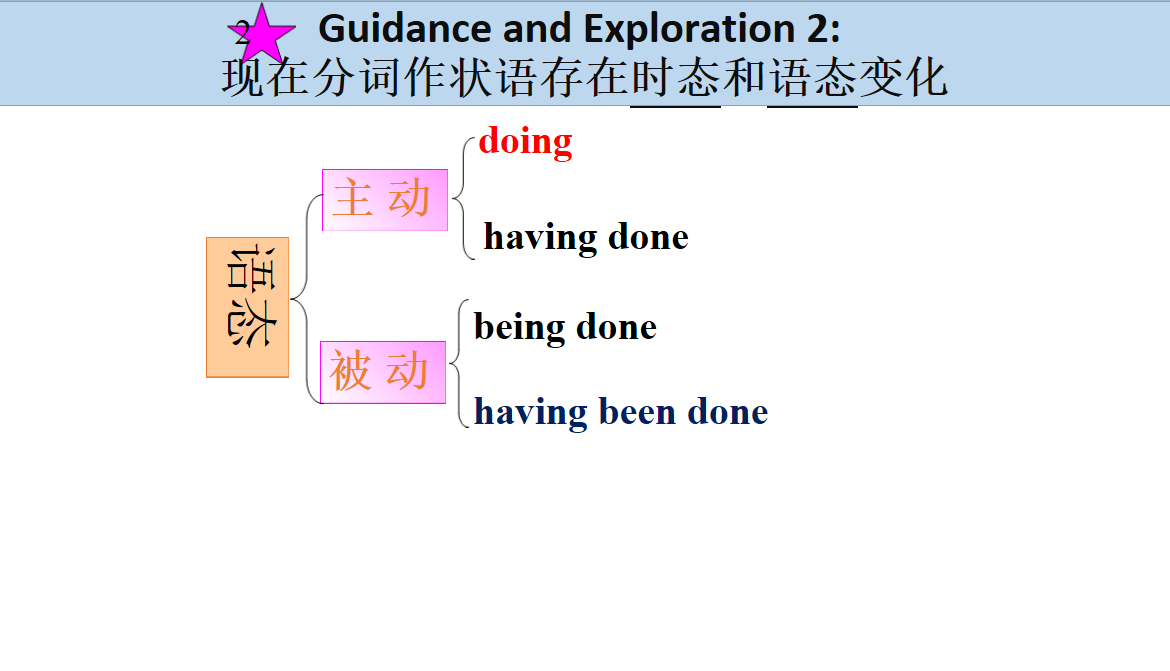 2
Guidance and Exploration 2:
现在分词作状语存在时态和语态变化
语态
主 动
doing
having done
被 动
being done
having been done